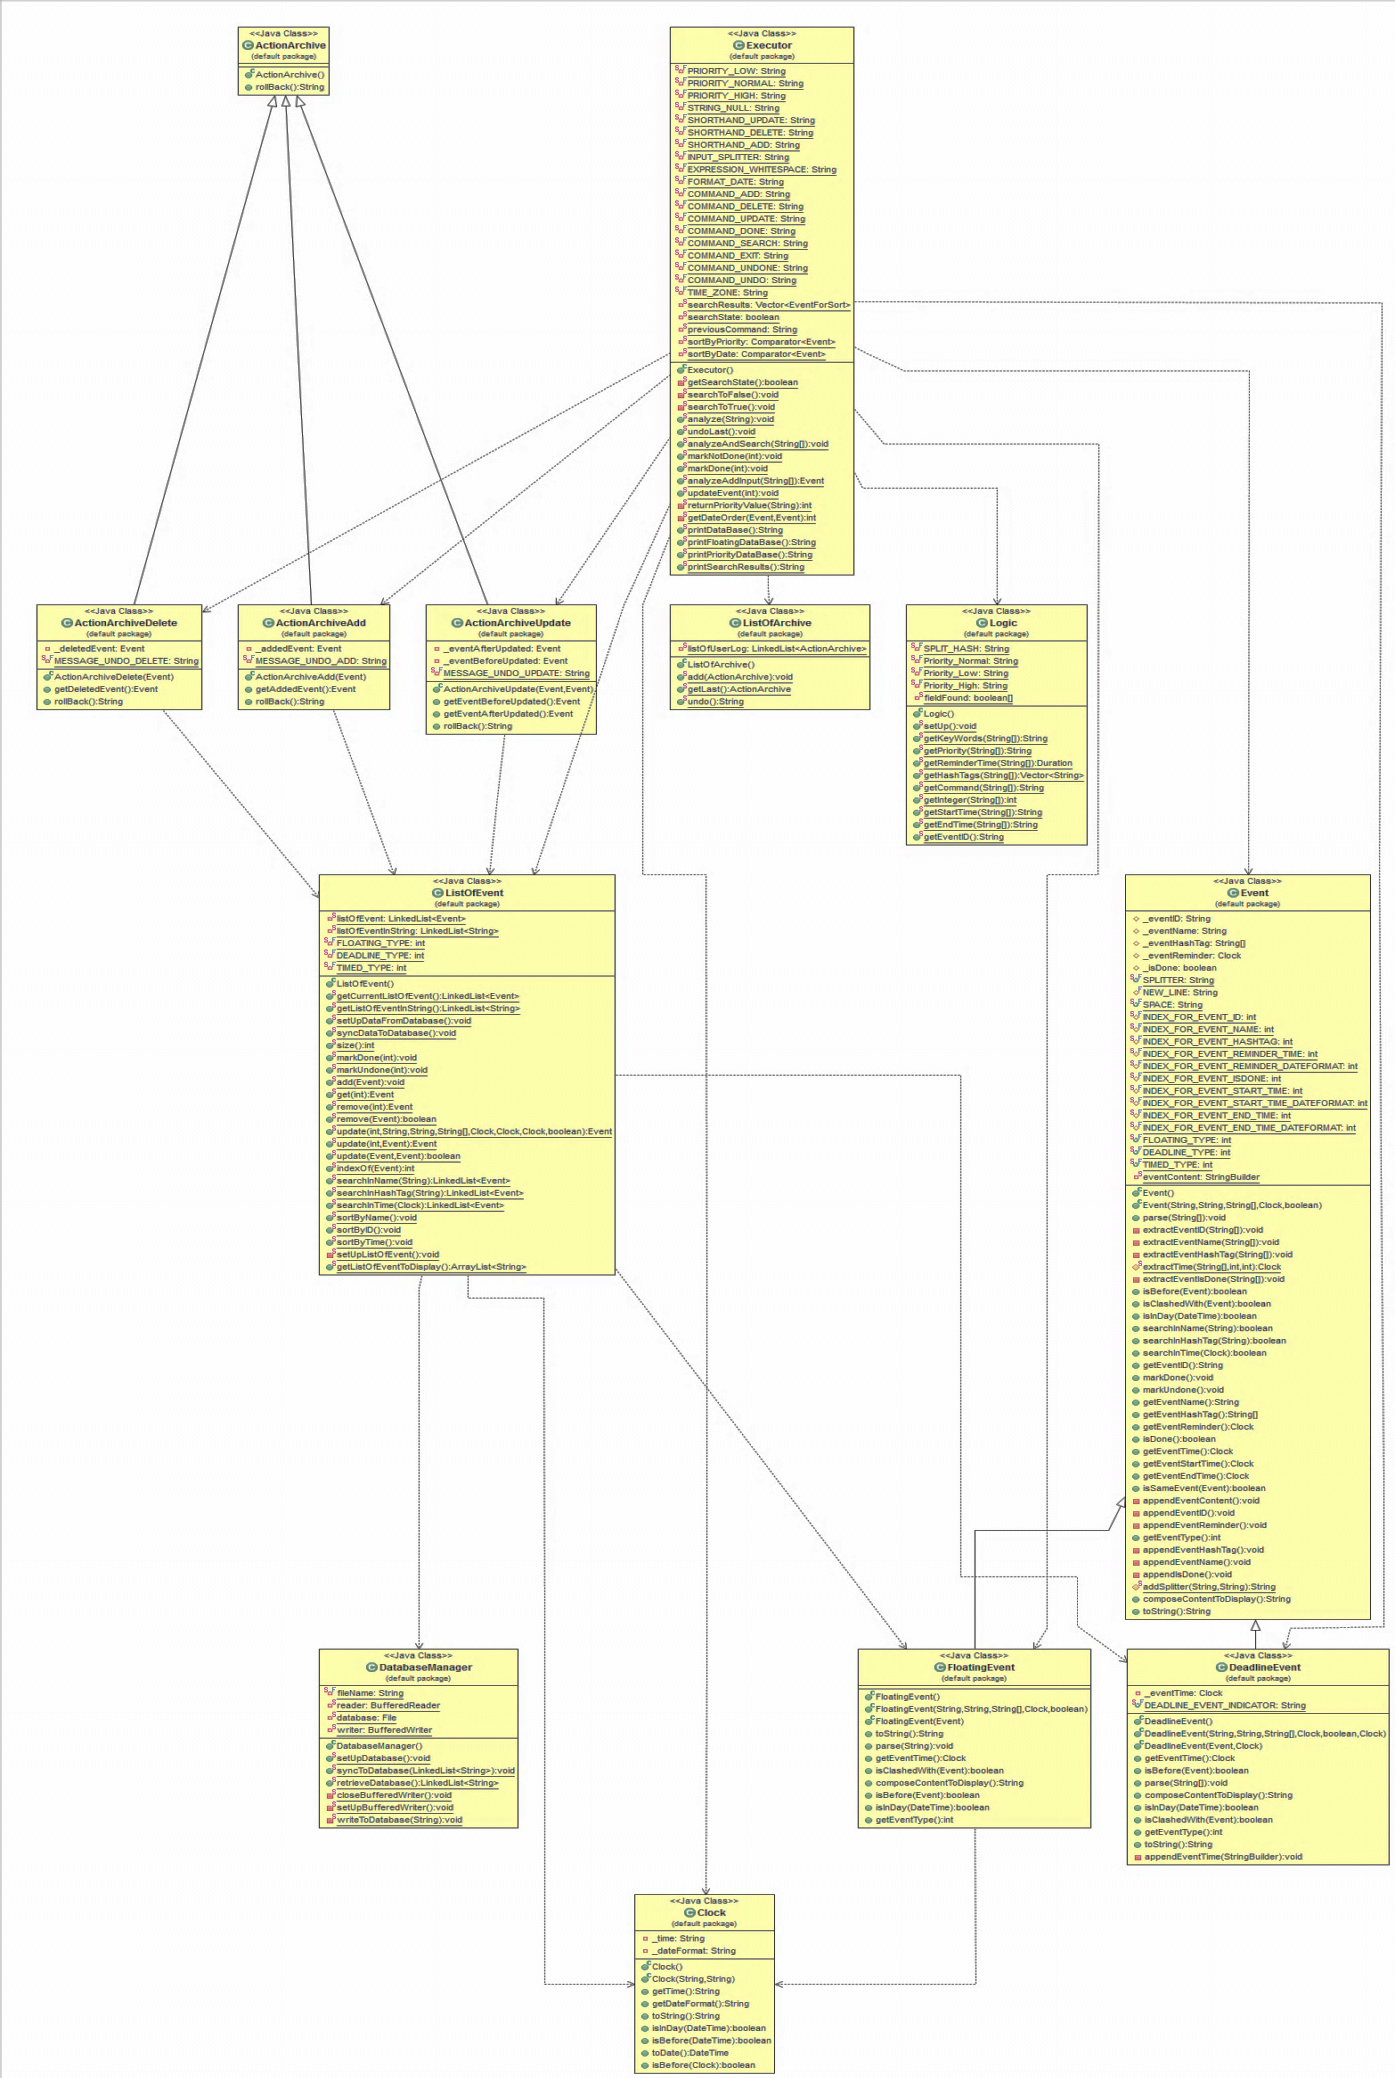 <<Java Class>>
ActionArchive
(default package)
ActionArchive()
rollBack():String
<<Java Class>>
Executor
(default package)
PRIORITY_LOW: String
PRIORITY_NORMAL: String
PRIORITY_HIGH: String
STRING_NULL: String
SHORTHAND_UPDATE: String
SHORTHAND_DELETE: String
SHORTHAND_ADD: String
INPUT_SPLITTER: String
EXPRESSION_WHITESPACE: String
FORMAT_DATE: String
COMMAND_ADD: String
COMMAND_DELETE: String
COMMAND_UPDATE: String
COMMAND_DONE: String
COMMAND_SEARCH: String
COMMAND_EXIT: String
COMMAND_UNDONE: String
COMMAND_UNDO: String
TIME_ZONE: String
searchResults: Vector<EventForSort>
searchState: boolean
previousCommand: String
sortByPriority: Comparator<Event>
sortByDate: Comparator<Event>
Executor()
getSearchState():boolean
searchToFalse():void
searchToTrue():void
analyze(String):void
undoLast():void
analyzeAndSearch(String[]):void
markNotDone(int):void
markDone(int):void
analyzeAddInput(String[]):Event
updateEvent(int):void
returnPriorityValue(String):int
getDateOrder(Event,Event):int
printDataBase():String
printFloatingDataBase():String
printPriorityDataBase():String
printSearchResults():String
<<Java Class>>
ActionArchiveDelete
(default package)
_deletedEvent: Event
MESSAGE_UNDO_DELETE: String
ActionArchiveDelete(Event)
getDeletedEvent():Event
rollBack():String
<<Java Class>>
ActionArchiveAdd
(default package)
_addedEvent: Event
MESSAGE_UNDO_ADD: String
ActionArchiveAdd(Event)
getAddedEvent():Event
rollBack():String
<<Java Class>>
ActionArchiveUpdate
(default package)
_eventAfterUpdated: Event
_eventBeforeUpdated: Event
MESSAGE_UNDO_UPDATE: String
ActionArchiveUpdate(Event,Event)
getEventBeforeUpdated():Event
getEventAfterUpdated():Event
rollBack():String
<<Java Class>>
ListOfArchive
(default package)
listOfUserLog: LinkedList<ActionArchive>
ListOfArchive()
add(ActionArchive):void
getLast():ActionArchive
undo():String
<<Java Class>>
Logic
(default package)
SPLIT_HASH: String
Priority_Normal: String
Priority_Low: String
Priority_High: String
fieldFound: boolean[]
Logic()
setUp():void
getKeyWords(String[]):String
getPriority(String[]):String
getReminderTime(String[]):Duration
getHashTags(String[]):Vector<String>
getCommand(String[]):String
getInteger(String[]):int
getStartTime(String[]):String
getEndTime(String[]):String
getEventID():String
<<Java Class>>
ListOfEvent
(default package)
listOfEvent: LinkedList<Event>
listOfEventInString: LinkedList<String>
FLOATING_TYPE: int
DEADLINE_TYPE: int
TIMED_TYPE: int
ListOfEvent()
getCurrentListOfEvent():LinkedList<Event>
getListOfEventInString():LinkedList<String>
setUpDataFromDatabase():void
syncDataToDatabase():void
size():int
markDone(int):void
markUndone(int):void
add(Event):void
get(int):Event
remove(int):Event
remove(Event):boolean
update(int,String,String,String[],Clock,Clock,Clock,boolean):Event
update(int,Event):Event
update(Event,Event):boolean
indexOf(Event):int
searchInName(String):LinkedList<Event>
searchInHashTag(String):LinkedList<Event>
searchInTime(Clock):LinkedList<Event>
sortByName():void
sortByID():void
sortByTime():void
setUpListOfEvent():void
getListOfEventToDisplay():ArrayList<String>
<<Java Class>>
Event
(default package)
_eventID: String
_eventName: String
_eventHashTag: String[]
_eventReminder: Clock
_isDone: boolean
SPLITTER: String
NEW_LINE: String
SPACE: String
INDEX_FOR_EVENT_ID: int
INDEX_FOR_EVENT_NAME: int
INDEX_FOR_EVENT_HASHTAG: int
INDEX_FOR_EVENT_REMINDER_TIME: int
INDEX_FOR_EVENT_REMINDER_DATEFORMAT: int
INDEX_FOR_EVENT_ISDONE: int
INDEX_FOR_EVENT_START_TIME: int
INDEX_FOR_EVENT_START_TIME_DATEFORMAT: int
INDEX_FOR_EVENT_END_TIME: int
INDEX_FOR_EVENT_END_TIME_DATEFORMAT: int
FLOATING_TYPE: int
DEADLINE_TYPE: int
TIMED_TYPE: int
eventContent: StringBuilder
Event()
Event(String,String,String[],Clock,boolean)
parse(String[]):void
extractEventID(String[]):void
extractEventName(String[]):void
extractEventHashTag(String[]):void
extractTime(String[],int,int):Clock
extractEventIsDone(String[]):void
isBefore(Event):boolean
isClashedWith(Event):boolean
isInDay(DateTime):boolean
searchInName(String):boolean
searchInHashTag(String):boolean
searchInTime(Clock):boolean
getEventID():String
markDone():void
markUndone():void
getEventName():String
getEventHashTag():String[]
getEventReminder():Clock
isDone():boolean
getEventTime():Clock
getEventStartTime():Clock
getEventEndTime():Clock
isSameEvent(Event):boolean
appendEventContent():void
appendEventID():void
appendEventReminder():void
getEventType():int
appendEventHashTag():void
appendEventName():void
appendIsDone():void
addSplitter(String,String):String
composeContentToDisplay():String
toString():String
<<Java Class>>
DatabaseManager
(default package)
fileName: String
reader: BufferedReader
database: File
writer: BufferedWriter
DatabaseManager()
setUpDatabase():void
syncToDatabase(LinkedList<String>):void
retrieveDatabase():LinkedList<String>
closeBufferedWriter():void
setUpBufferedWriter():void
writeToDatabase(String):void
<<Java Class>>
FloatingEvent
(default package)
FloatingEvent()
FloatingEvent(String,String,String[],Clock,boolean)
FloatingEvent(Event)
toString():String
parse(String):void
getEventTime():Clock
isClashedWith(Event):boolean
composeContentToDisplay():String
isBefore(Event):boolean
isInDay(DateTime):boolean
getEventType():int
<<Java Class>>
DeadlineEvent
(default package)
_eventTime: Clock
DEADLINE_EVENT_INDICATOR: String
DeadlineEvent()
DeadlineEvent(String,String,String[],Clock,boolean,Clock)
DeadlineEvent(Event,Clock)
getEventTime():Clock
isBefore(Event):boolean
parse(String[]):void
composeContentToDisplay():String
isInDay(DateTime):boolean
isClashedWith(Event):boolean
getEventType():int
toString():String
appendEventTime(StringBuilder):void
<<Java Class>>
Clock
(default package)
_time: String
_dateFormat: String
Clock()
Clock(String,String)
getTime():String
getDateFormat():String
toString():String
isInDay(DateTime):boolean
isBefore(DateTime):boolean
toDate():DateTime
isBefore(Clock):boolean